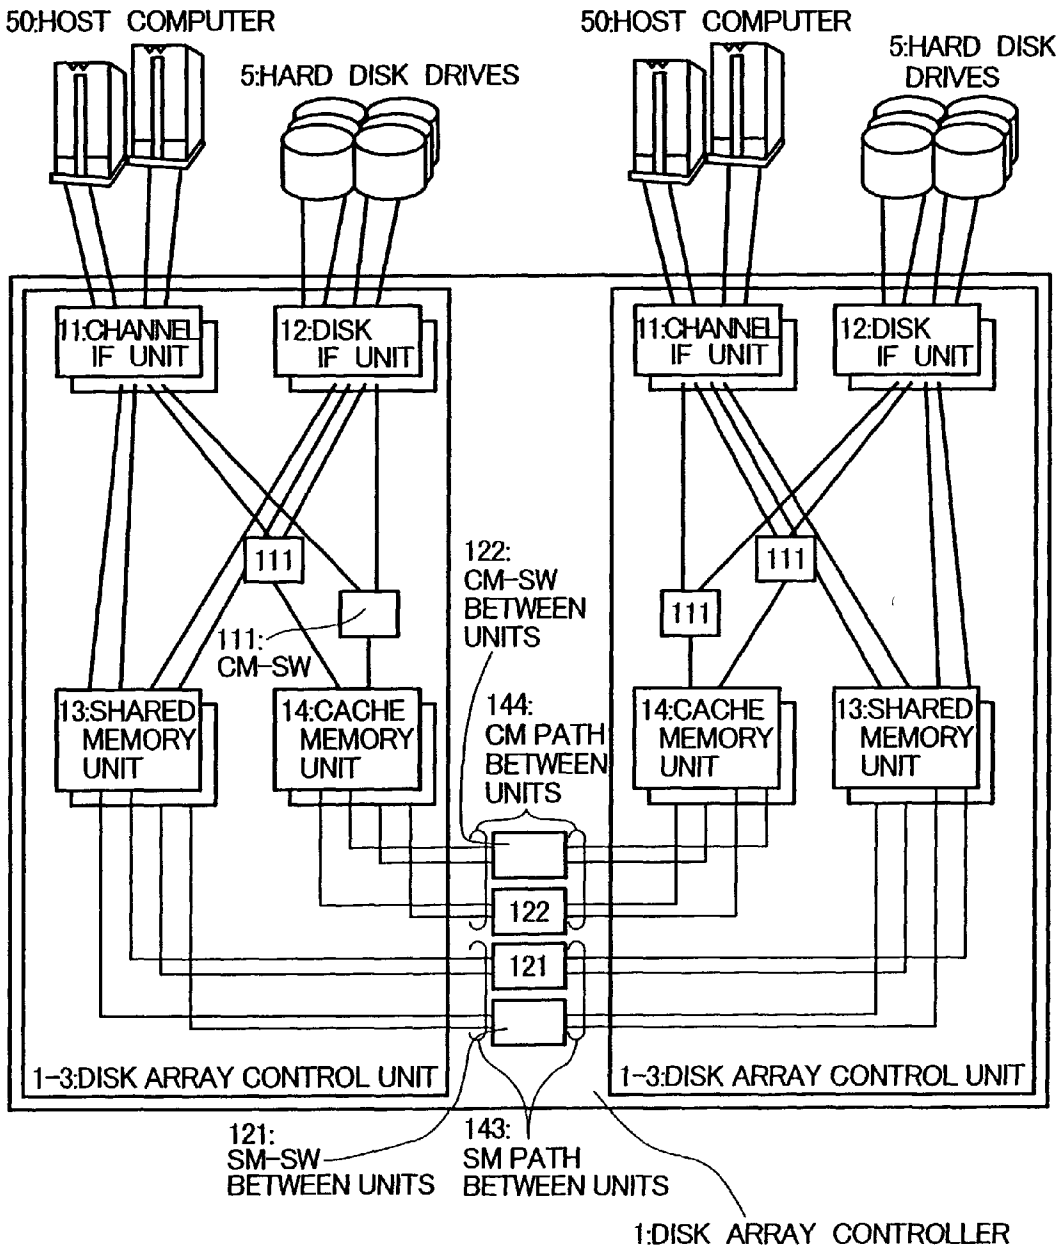 50:HOST COMPUTER
5:HARD DISK DRIVES
50:HOST COMPUTER
5:HARD DISK
DRIVES
11:CHANNEL
IF UNIT
12:DISK
IF UNIT
11:CHANNEL
IF UNIT
12:DISK
IF UNIT
111
111:
CM-SW
122:
CM-SW
BETWEEN
UNITS
111
111
13:SHARED
MEMORY
UNIT
14:CACHE
MEMORY
UNIT
144:
CM PATH
BETWEEN
UNITS
14:CACHE
MEMORY
UNIT
13:SHARED
MEMORY
UNIT
122
121
1-3:DISK ARRAY CONTROL UNIT
1-3:DISK ARRAY CONTROL UNIT
121:
SM-SW
BETWEEN UNITS
143:
SM PATH
BETWEEN UNITS
1:DISK ARRAY CONTROLLER